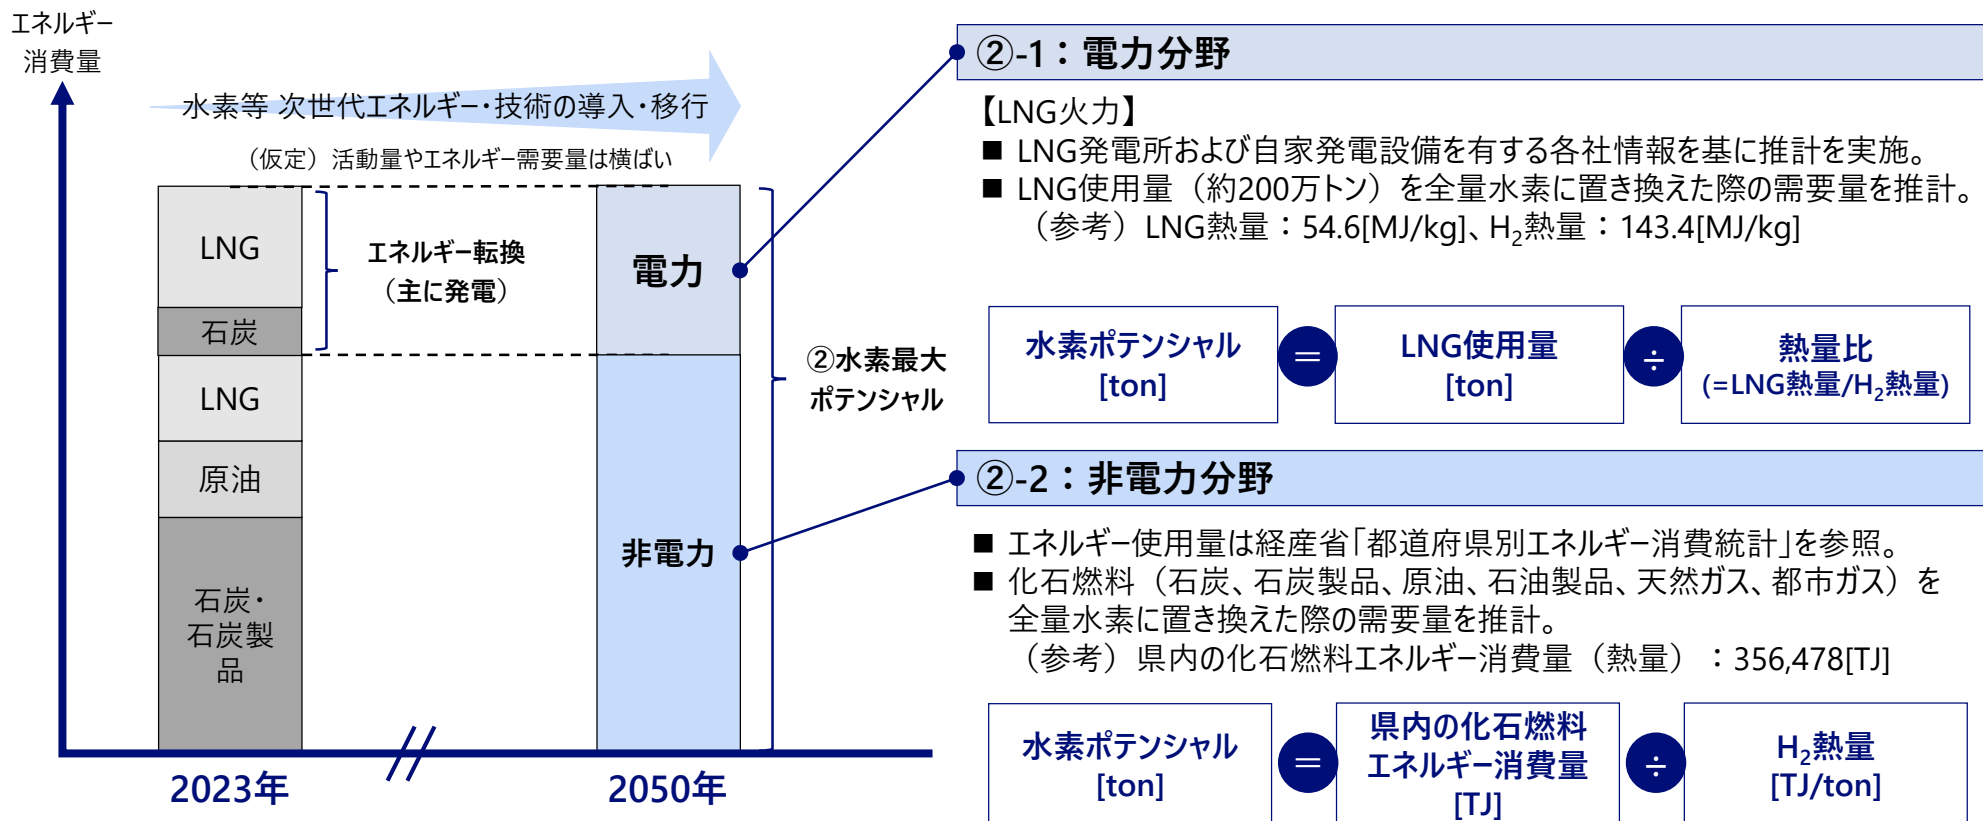 エネルギー
消費量
水素等 次世代エネルギー・技術の導入・移行
（仮定）活動量やエネルギー需要量は横ばい
LNG
石炭
LNG
原油
石炭・
石炭製
品
エネルギー転換
（主に発電）
電力
非電力
②水素最大
ポテンシャル
2023年
2050年
②-1：電力分野
【LNG火力】
■ LNG発電所および自家発電設備を有する各社情報を基に推計を実施。
■ LNG使用量（約200万トン）を全量水素に置き換えた際の需要量を推計。
（参考）LNG熱量：54.6[MJ/kg]、H₂熱量：143.4[MJ/kg]
水素ポテンシャル
[ton]
＝
LNG使用量
[ton]
÷
熱量比
(=LNG熱量/H₂熱量)
②-2：非電力分野
■ エネルギー使用量は経産省「都道府県別エネルギー消費統計」を参照。
■ 化石燃料（石炭、石炭製品、原油、石油製品、天然ガス、都市ガス）を
全量水素に置き換えた際の需要量を推計。
（参考）県内の化石燃料エネルギー消費量（熱量）：356,478[TJ]
水素ポテンシャル
[ton]
＝
県内の化石燃料
エネルギー消費量
[TJ]
÷
H₂熱量
[TJ/ton]